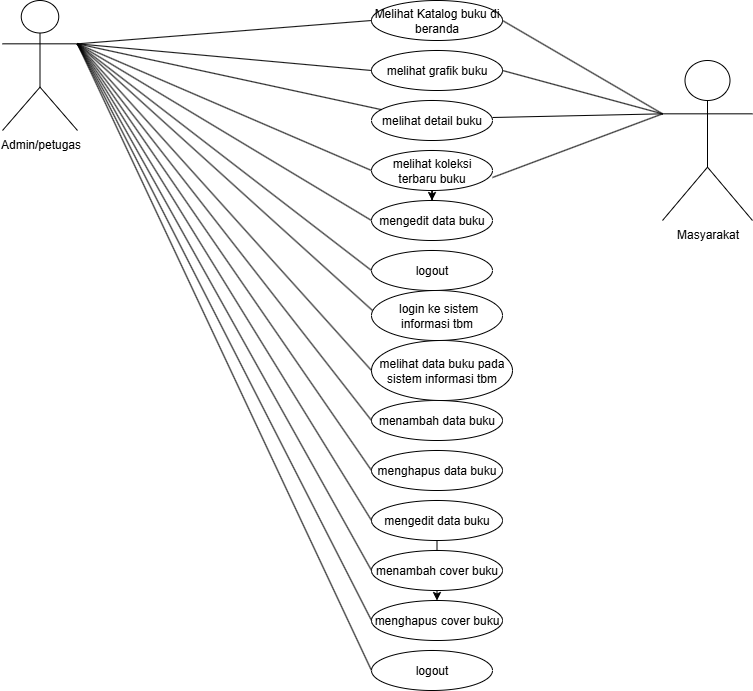 Melihat Katalog buku di
beranda
melihat grafik buku
melihat detail buku
Admin/petugas
melihat koleksi
terbaru buku
mengedit data buku
Masyarakat
logout
login ke sistem
informasi tbm
melihat data buku pada
sistem informasi tbm
menambah data buku
menghapus data buku
mengedit data buku
menambah cover buku
menghapus cover buku
logout